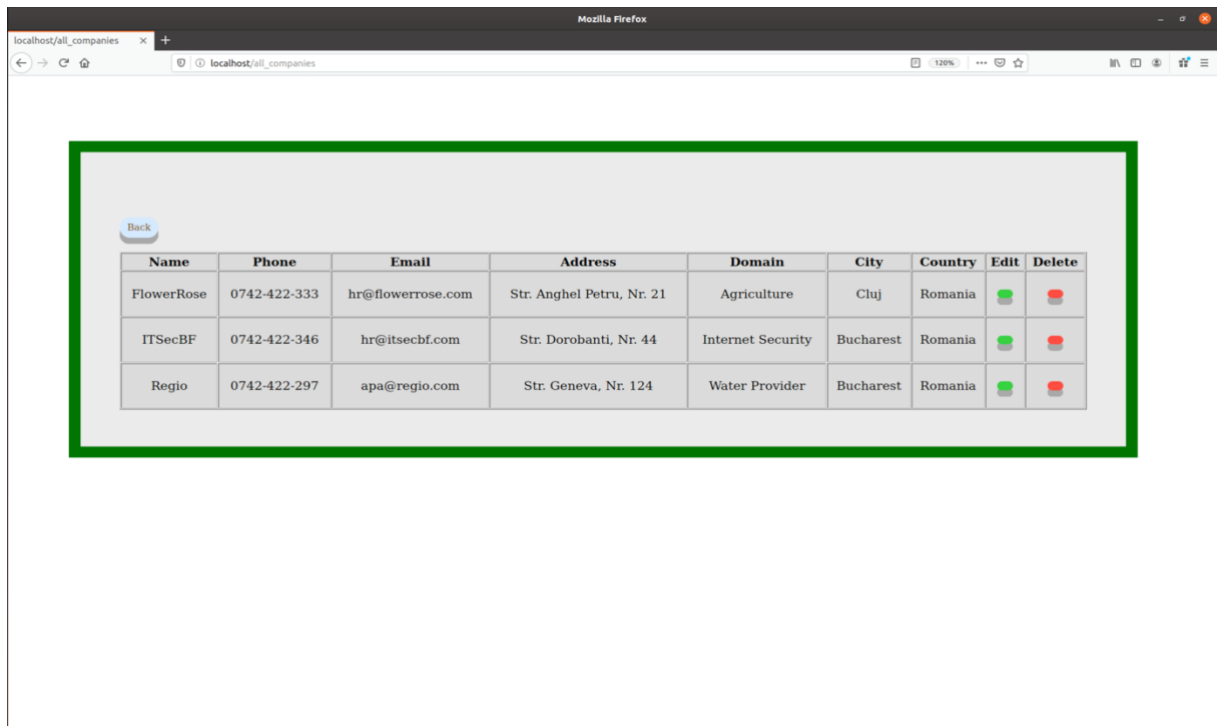 Mozilla Firefox
localhost/all_companies
localhost/all_companies 120%
Back
Name Phone Email Address Domain City Country Edit Delete
FlowerRose 0742-422-333 hr@flowerrose.com Str. Anghel Petru, Nr. 21 Agriculture Cluj Romania
ITSecBF 0742-422-346 hr@itsecbf.com Str. Dorobanti, Nr. 44 Internet Security Bucharest Romania
Regio 0742-422-297 apa@regio.com Str. Geneva, Nr. 124 Water Provider Bucharest Romania